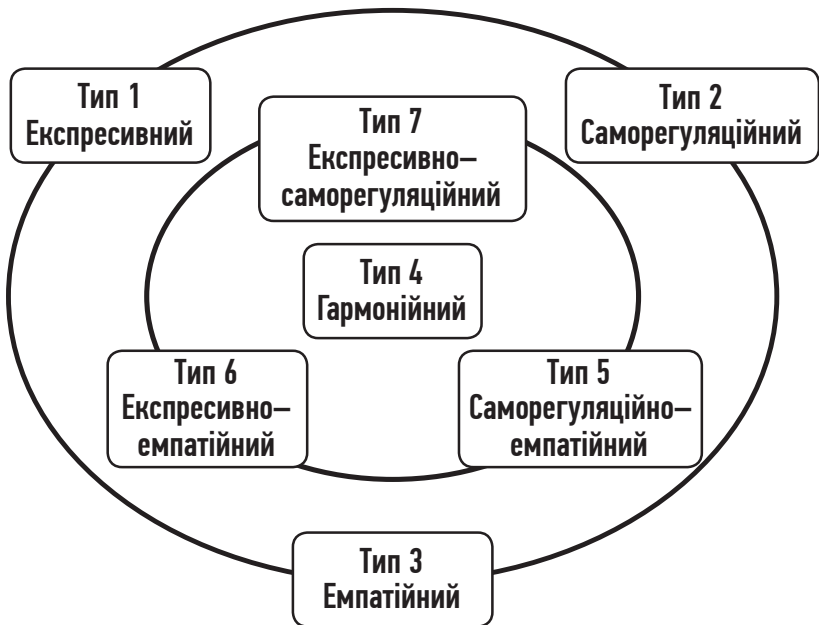 Тип 1
Експресивний
Тип 2
Саморегуляційний
Тип 7
Експресивно–
саморегуляційний
Тип 4
Гармонійний
Тип 6
Експресивно–
емпатійний
Тип 5
Саморегуляційно–
емпатійний
Тип 3
Емпатійний